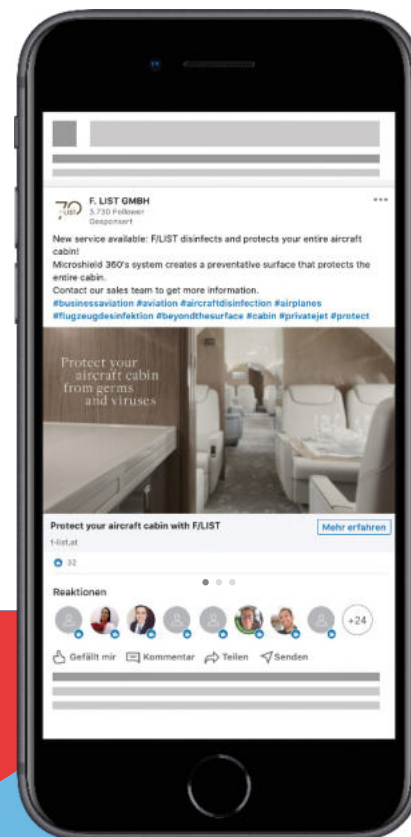 70
F/LIST
F. LIST GMBH
3.730 Follower
Gesponsert
New service available: F/LIST disinfects and protects your entire aircraft
cabin!
Microshield 360's system creates a preventative surface that protects the
entire cabin.
Contact our sales team to get more information.
#businessaviation #aviation #aircraftdisinfection #airplanes
#flugzeugdesinfektion #beyondthesurface #cabin #privatejet #protect
Protect your
aircraft cabin
from germs
and viruses
Protect your aircraft cabin with F/LIST
Mehr erfahren
f-list.at
32
Reaktionen
+24
Gefällt mir Kommentar Teilen Senden